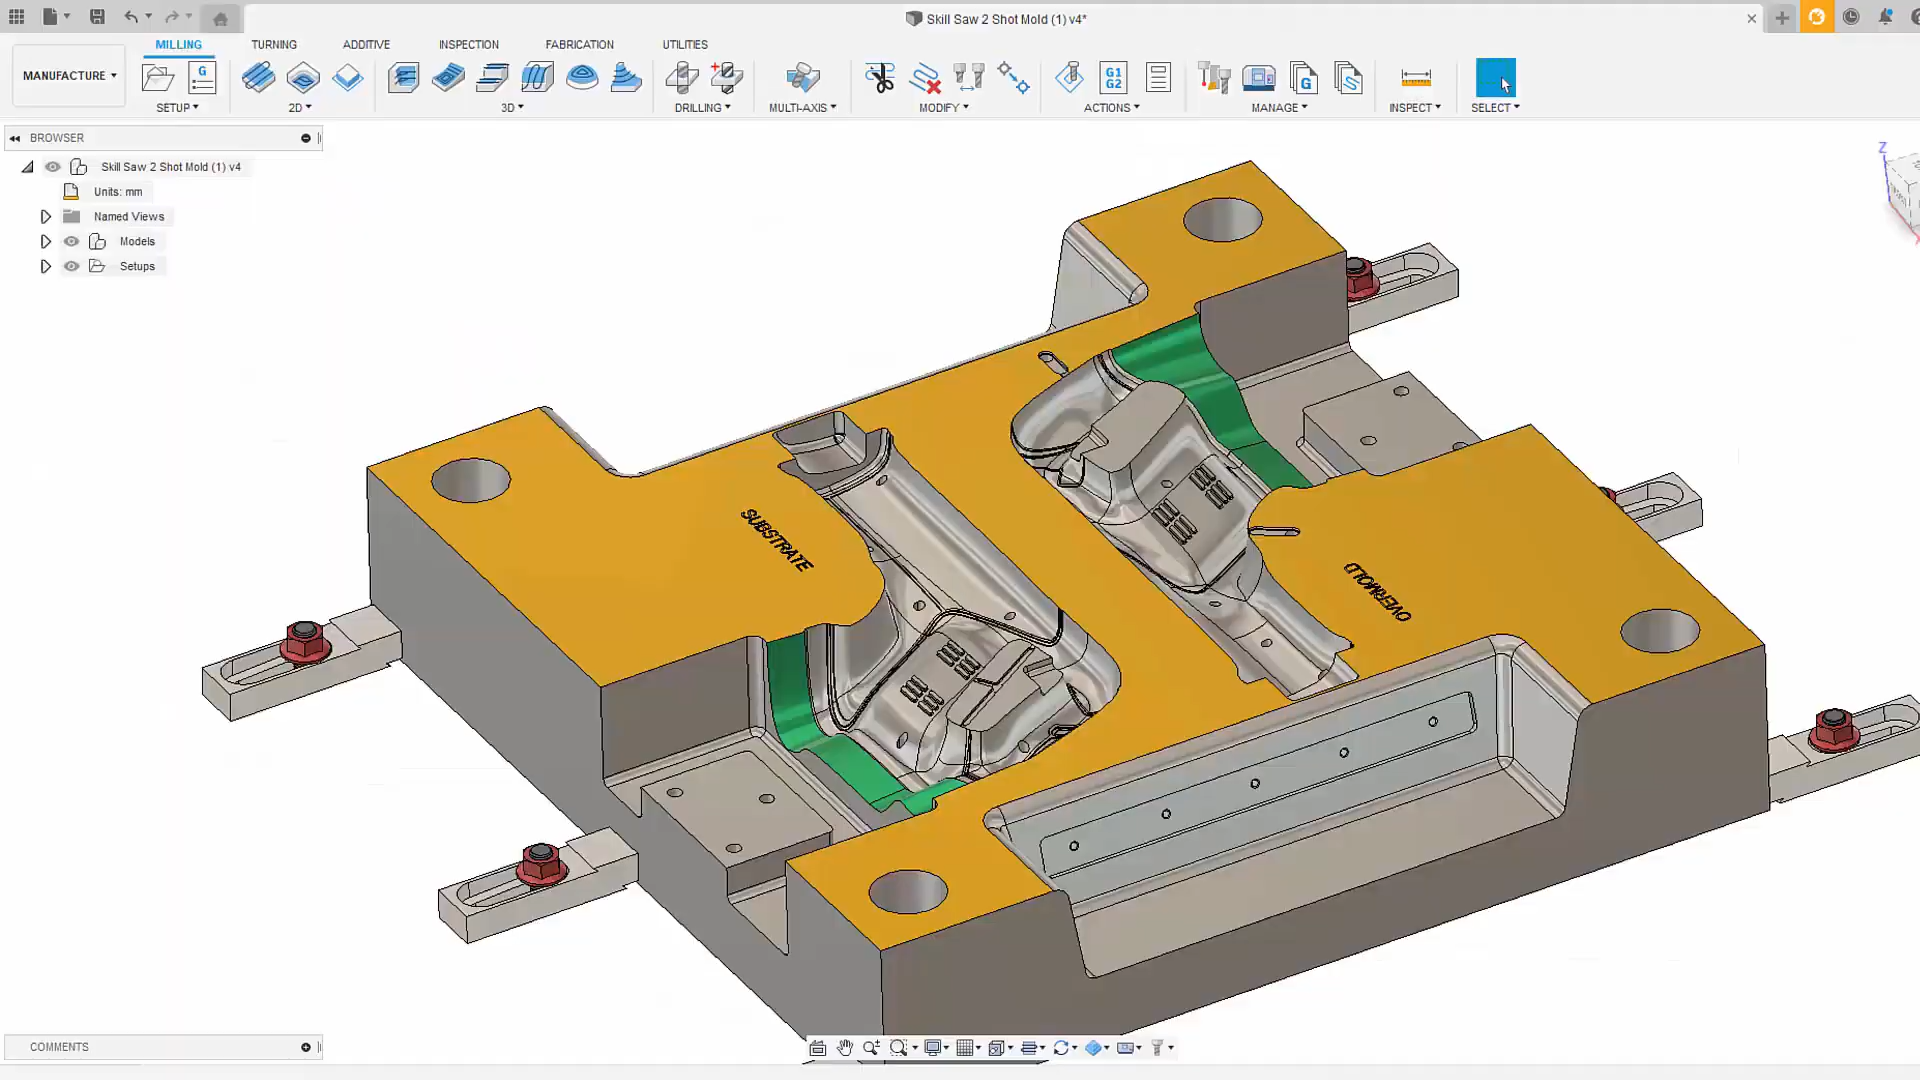 Skill Saw 2 Shot Mold (1) v4*
MILLING TURNING ADDITIVE INSPECTION FABRICATION UTILITIES
MANUFACTURE
G
G1
G2
G
SETUP 2D 3D DRILLING MULTI-AXIS MODIFY ACTIONS MANAGE INSPECT SELECT
BROWSER
Skill Saw 2 Shot Mold (1) v4
Units: mm
Named Views
Models
Setups
Z
SUBSTRATE
OVERMOLD
COMMENTS